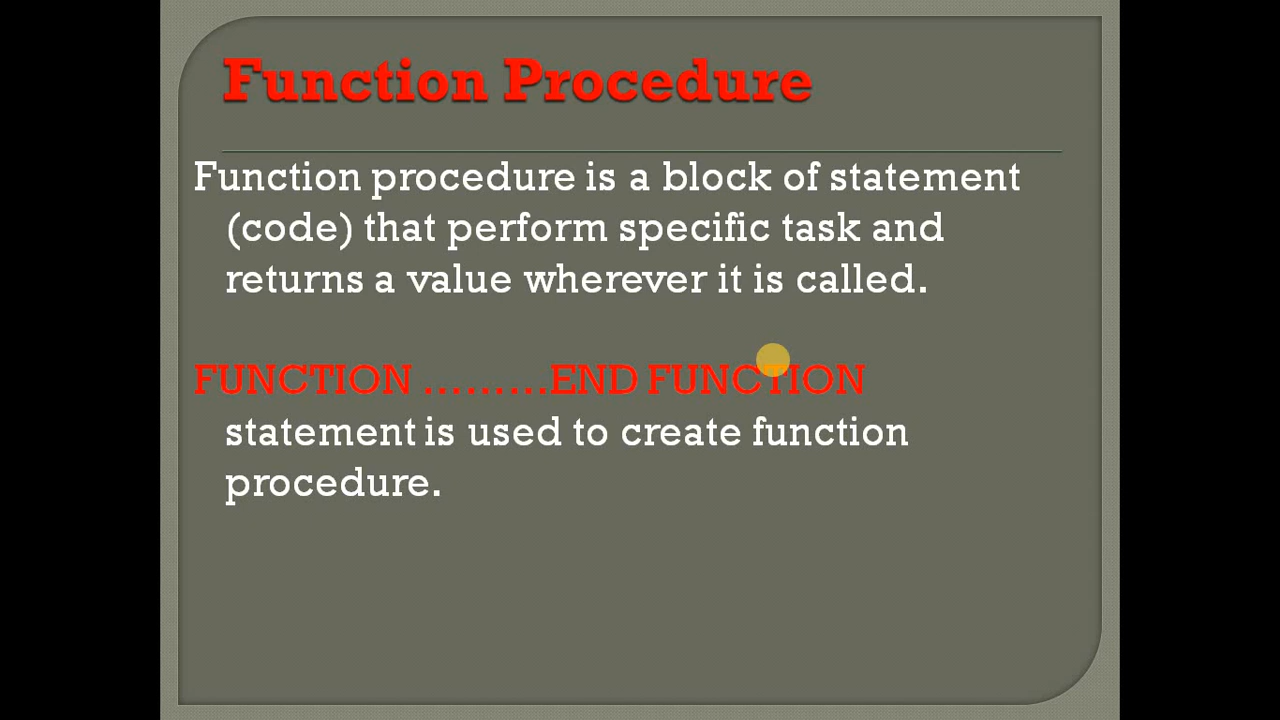 Function Procedure
Function procedure is a block of statement
(code) that perform specific task and
returns a value wherever it is called.
FUNCTION ………END FUNCTION
statement is used to create function
procedure.